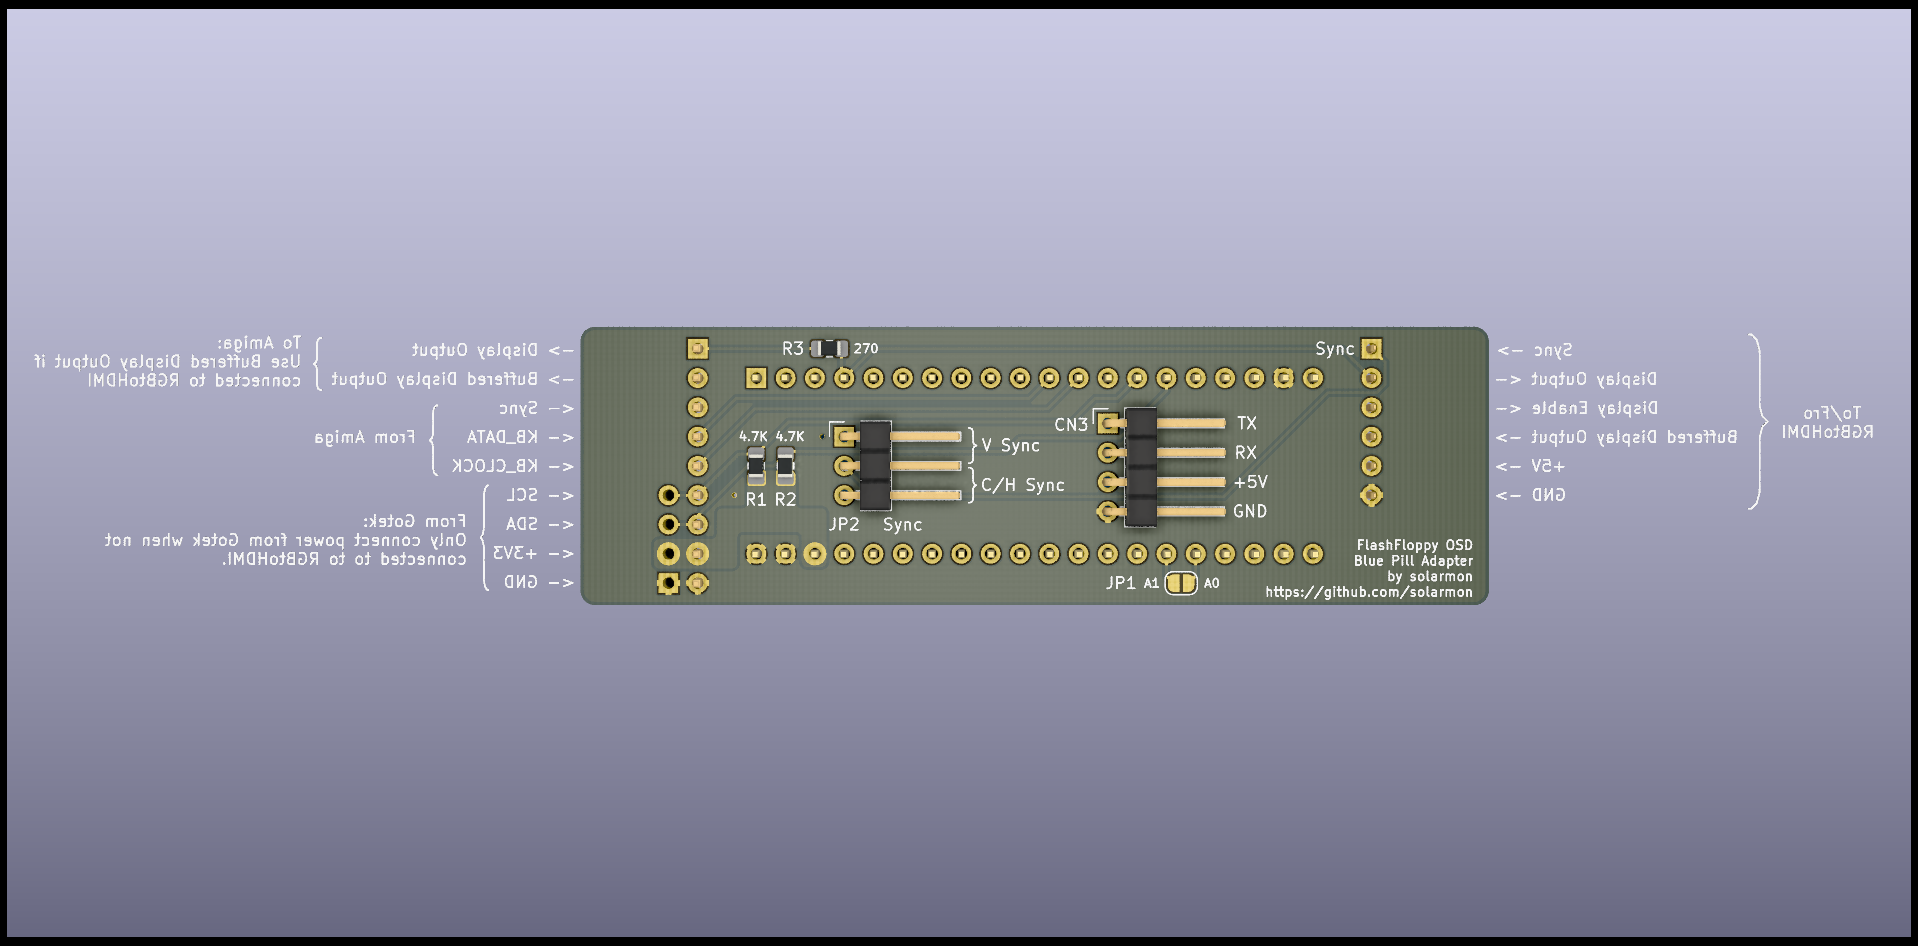 To Amiga:
Use Buffered Display Output if
connected to RGBtoHDMI
Display Output <-
Buffered Display Output <-
Sync ->
KB_DATA ->
KB_CLOCK ->
From Amiga
SCL ->
SDA ->
+3V3 ->
GND ->
From Gotek:
Only connect power from Gotek when not
connected to to RGBtoHDMI.
R3
270
4.7K 4.7K
R1 R2
V Sync
C/H Sync
JP2 Sync
CN3
TX
RX
+5V
GND
Sync
FlashFloppy OSD
Blue Pill Adapter
by solarmon
https://github.com/solarmon
JP1 A1 A0
<- Sync
-> Display Output
-> Display Enable
<- Buffered Display Output
<- +5V
<- GND
To/Fro
RGBtoHDMI